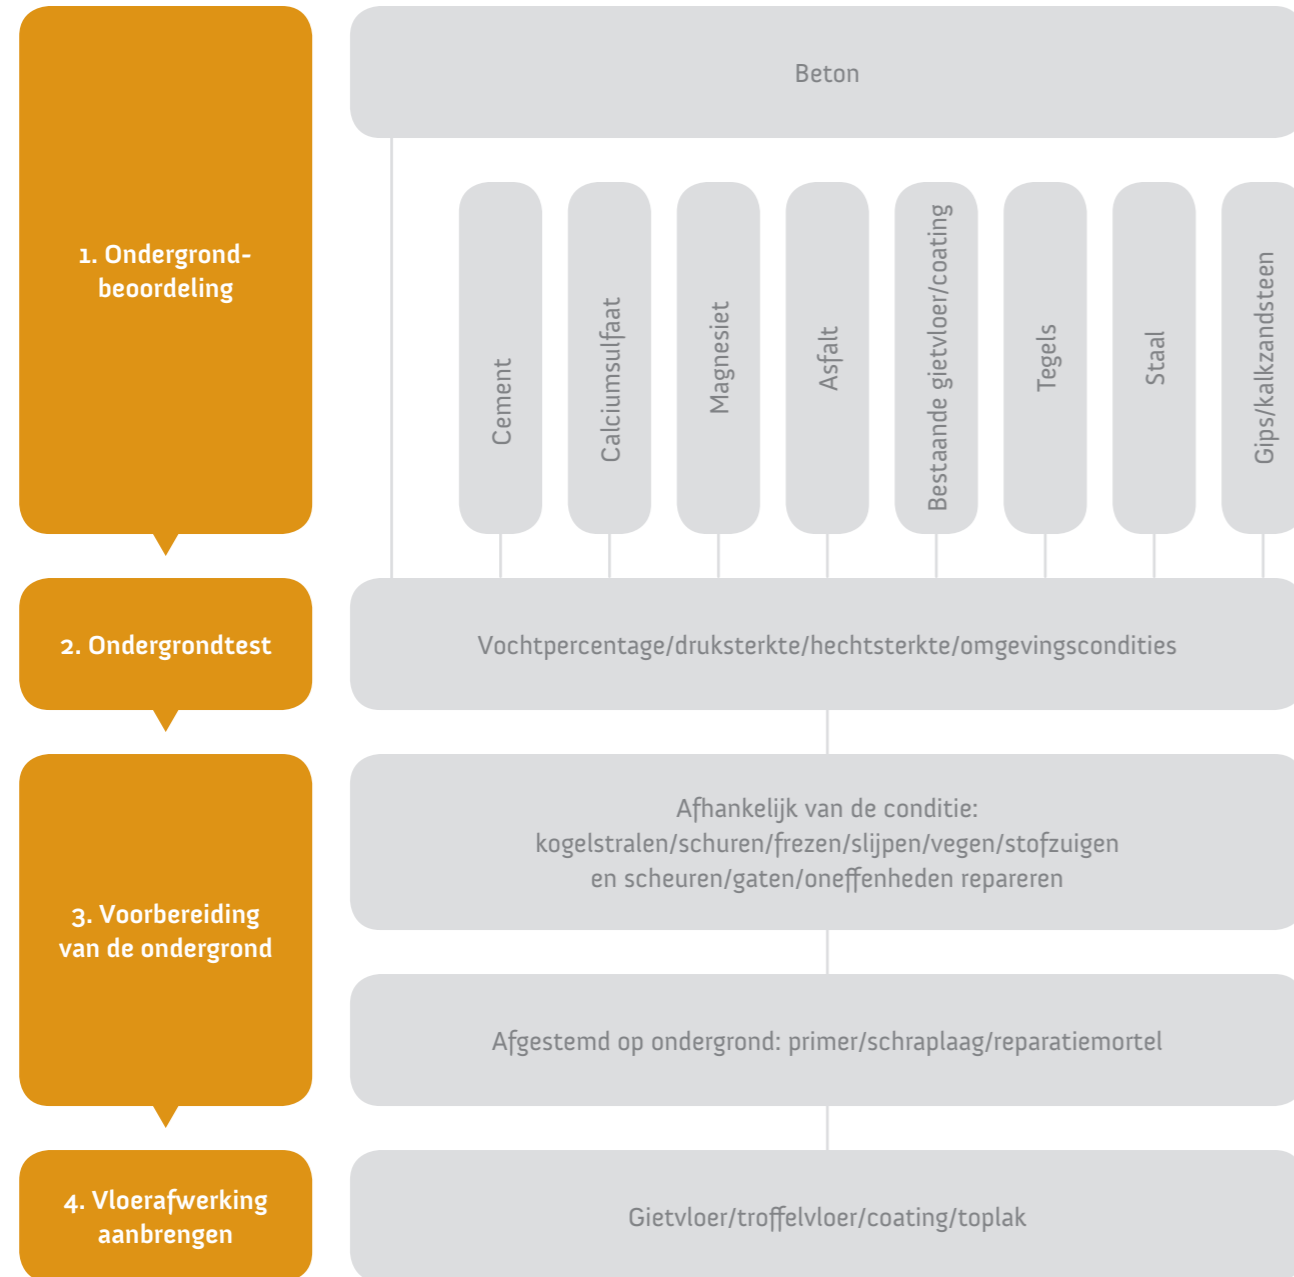 1. Ondergrond-
beoordeling
Beton
Cement
Calciumsulfaat
Magnesiet
Asfalt
Bestaande gietvloer/coating
Tegels
Staal
Gips/kalkzandsteen
2. Ondergrondtest
Vochtpercentage/druksterkte/hechtsterkte/omgevingscondities
3. Voorbereiding
van de ondergrond
Afhankelijk van de conditie:
kogelstralen/schuren/frezen/slijpen/vegen/stofzuigen
en scheuren/gaten/oneffenheden repareren
Afgestemd op ondergrond: primer/schraplaag/reparatiemortel
4. Vloerafwerking
aanbrengen
Gietvloer/troffelvloer/coating/toplak